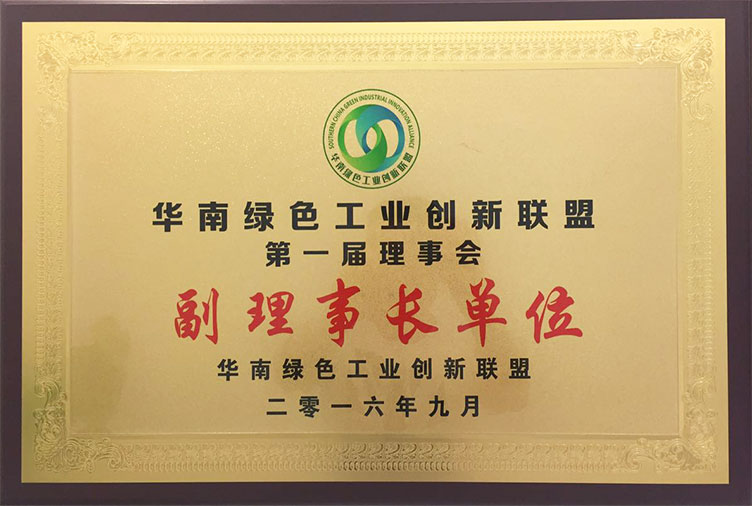 SOUTHERN CHINA GREEN INDUSTRIAL INNOVATION ALLIANCE
华南绿色工业创新联盟
华南绿色工业创新联盟
第一届理事会
副理事长单位
华南绿色工业创新联盟
二零一六年九月